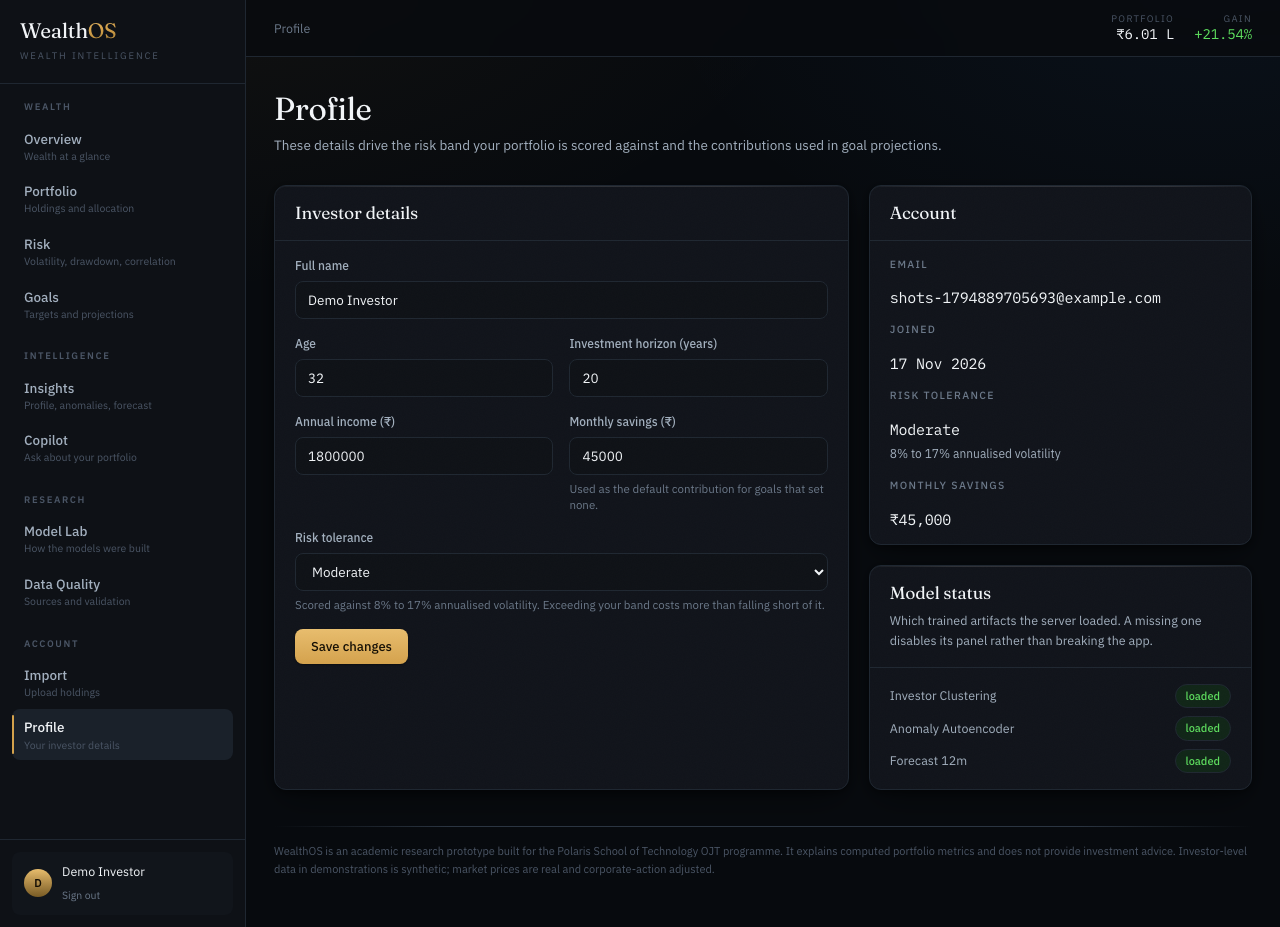 WealthOS
WEALTH INTELLIGENCE
WEALTH
Overview
Wealth at a glance
Portfolio
Holdings and allocation
Risk
Volatility, drawdown, correlation
Goals
Targets and projections
INTELLIGENCE
Insights
Profile, anomalies, forecast
Copilot
Ask about your portfolio
RESEARCH
Model Lab
How the models were built
Data Quality
Sources and validation
ACCOUNT
Import
Upload holdings
Profile
Your investor details
D
Demo Investor
Sign out
Profile
PORTFOLIO
₹6.01 L
GAIN
+21.54%
Profile
These details drive the risk band your portfolio is scored against and the contributions used in goal projections.
Investor details
Full name
Demo Investor
Age
32
Investment horizon (years)
20
Annual income (₹)
1800000
Monthly savings (₹)
45000
Used as the default contribution for goals that set
none.
Risk tolerance
Moderate
Scored against 8% to 17% annualised volatility. Exceeding your band costs more than falling short of it.
Save changes
Account
EMAIL
shots-1794889705693@example.com
JOINED
17 Nov 2026
RISK TOLERANCE
Moderate
8% to 17% annualised volatility
MONTHLY SAVINGS
₹45,000
Model status
Which trained artifacts the server loaded. A missing one
disables its panel rather than breaking the app.
Investor Clustering
loaded
Anomaly Autoencoder
loaded
Forecast 12m
loaded
WealthOS is an academic research prototype built for the Polaris School of Technology OJT programme. It explains computed portfolio metrics and does not provide investment advice. Investor-level
data in demonstrations is synthetic; market prices are real and corporate-action adjusted.